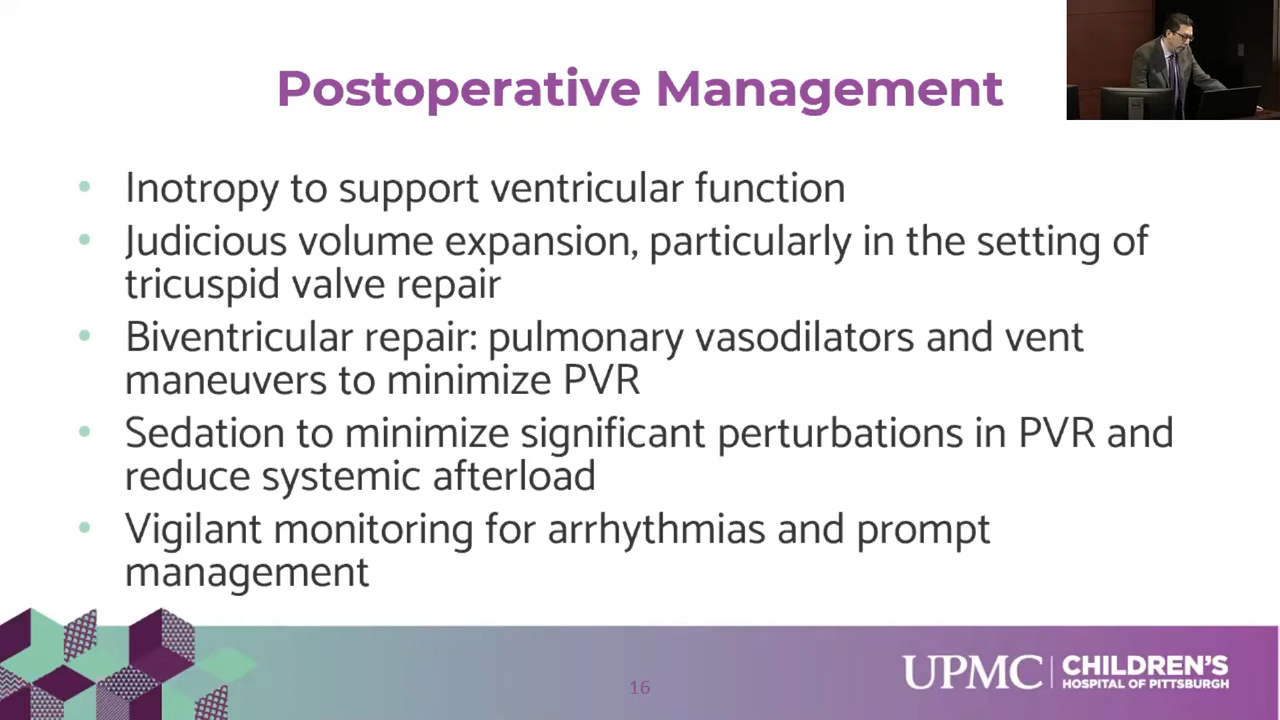 Postoperative Management
• Inotropy to support ventricular function
• Judicious volume expansion, particularly in the setting of
tricuspid valve repair
• Biventricular repair: pulmonary vasodilators and vent
maneuvers to minimize PVR
• Sedation to minimize significant perturbations in PVR and
reduce systemic afterload
• Vigilant monitoring for arrhythmias and prompt
management
16
UPMC | CHILDREN'S
HOSPITAL OF PITTSBURGH